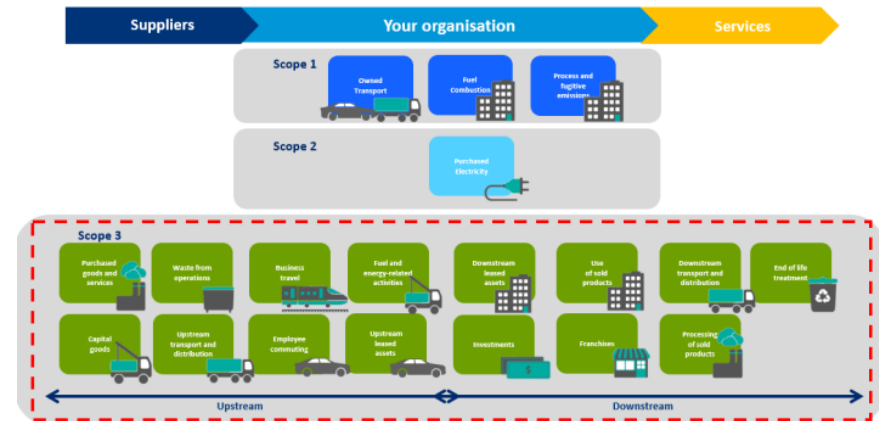 Suppliers
Your organisation
Services
Scope 1
Owned
Transport
Fuel
Combustion
Process and
fugitive
emissions
Scope 2
Purchased
Electricity
Scope 3
Purchased
goods and
services
Waste from
operations
Business
travel
Fuel and
energy-related
activities
Downstream
leased
assets
Use
of sold
products
Downstream
transport and
distribution
End of life
treatment
Capital
goods
Upstream
transport and
distribution
Employee
commuting
Upstream
leased
assets
Investments
$
Franchines
Processing
of sold
products
Upstream
Downstream